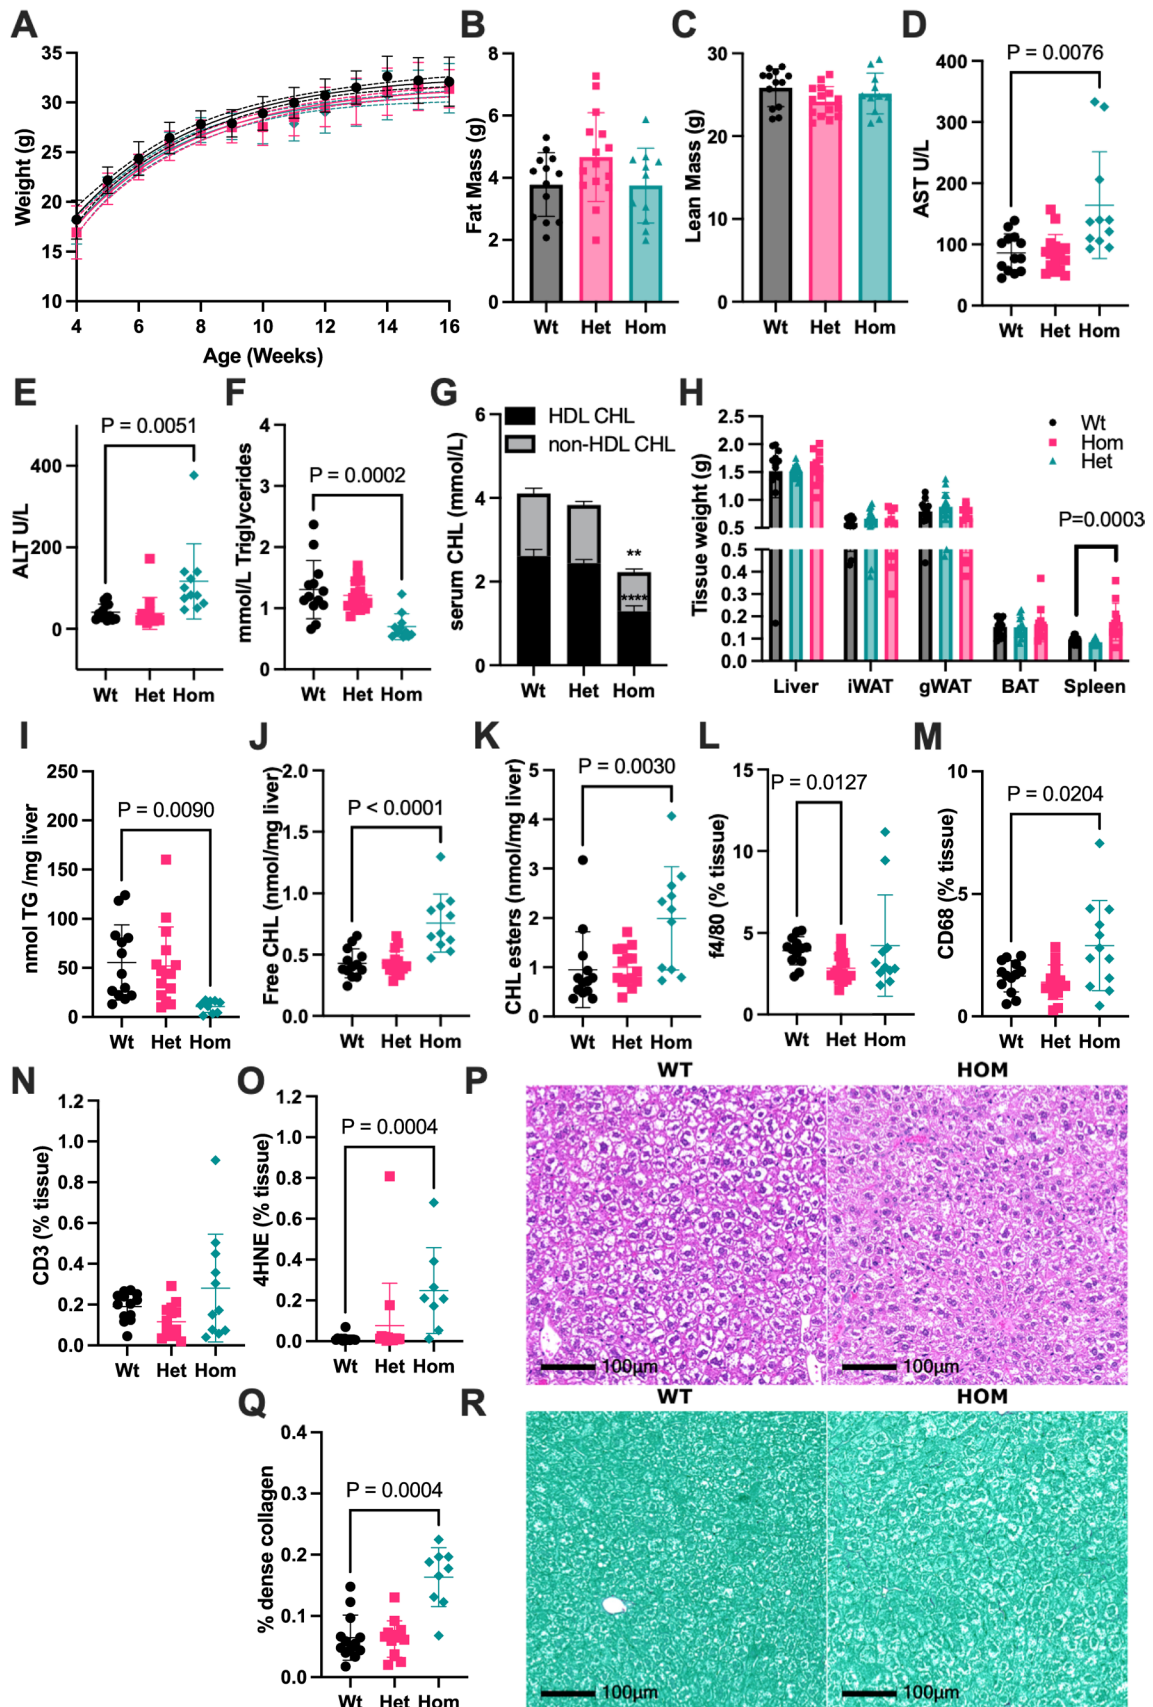 A
Weight (g)
35
30
25
20
15
10
4
6
8
10
12
14
16
Age (Weeks)
B
Fat Mass (g)
8
6
4
2
0
Wt
Het
Hom
C
Lean Mass (g)
30
20
10
0
Wt
Het
Hom
D
AST U/L
P = 0.0076
400
300
200
100
0
Wt
Het
Hom
E
ALT U/L
P = 0.0051
400
200
0
Wt
Het
Hom
F
mmol/L Triglycerides
P = 0.0002
4
3
2
1
0
Wt
Het
Hom
G
serum CHL (mmol/L)
HDL CHL
non-HDL CHL
6
4
2
0
**
****
Wt
Het
Hom
H
Tissue weight (g)
Wt
Hom
Het
P=0.0003
2.5
2.0
1.5
1.0
0.5
0.5
0.4
0.3
0.2
0.1
0.0
Liver
iWAT
gWAT
BAT
Spleen
I
nmol TG /mg liver
P = 0.0090
250
200
150
100
50
0
Wt
Het
Hom
J
Free CHL (nmol/mg liver)
P < 0.0001
2.0
1.5
1.0
0.5
0.0
Wt
Het
Hom
K
CHL esters (nmol/mg liver)
P = 0.0030
5
4
3
2
1
0
Wt
Het
Hom
L
f4/80 (% tissue)
P = 0.0127
15
10
5
0
Wt
Het
Hom
M
CD68 (% tissue)
P = 0.0204
10
5
0
Wt
Het
Hom
N
CD3 (% tissue)
1.2
1.0
0.8
0.6
0.4
0.2
0.0
Wt
Het
Hom
O
4HNE (% tissue)
P = 0.0004
1.2
1.0
0.8
0.6
0.4
0.2
0.0
Wt
Het
Hom
P
WT
HOM
100µm
100µm
Q
% dense collagen
P = 0.0004
0.4
0.3
0.2
0.1
0.0
Wt
Het
Hom
R
WT
HOM
100µm
100µm